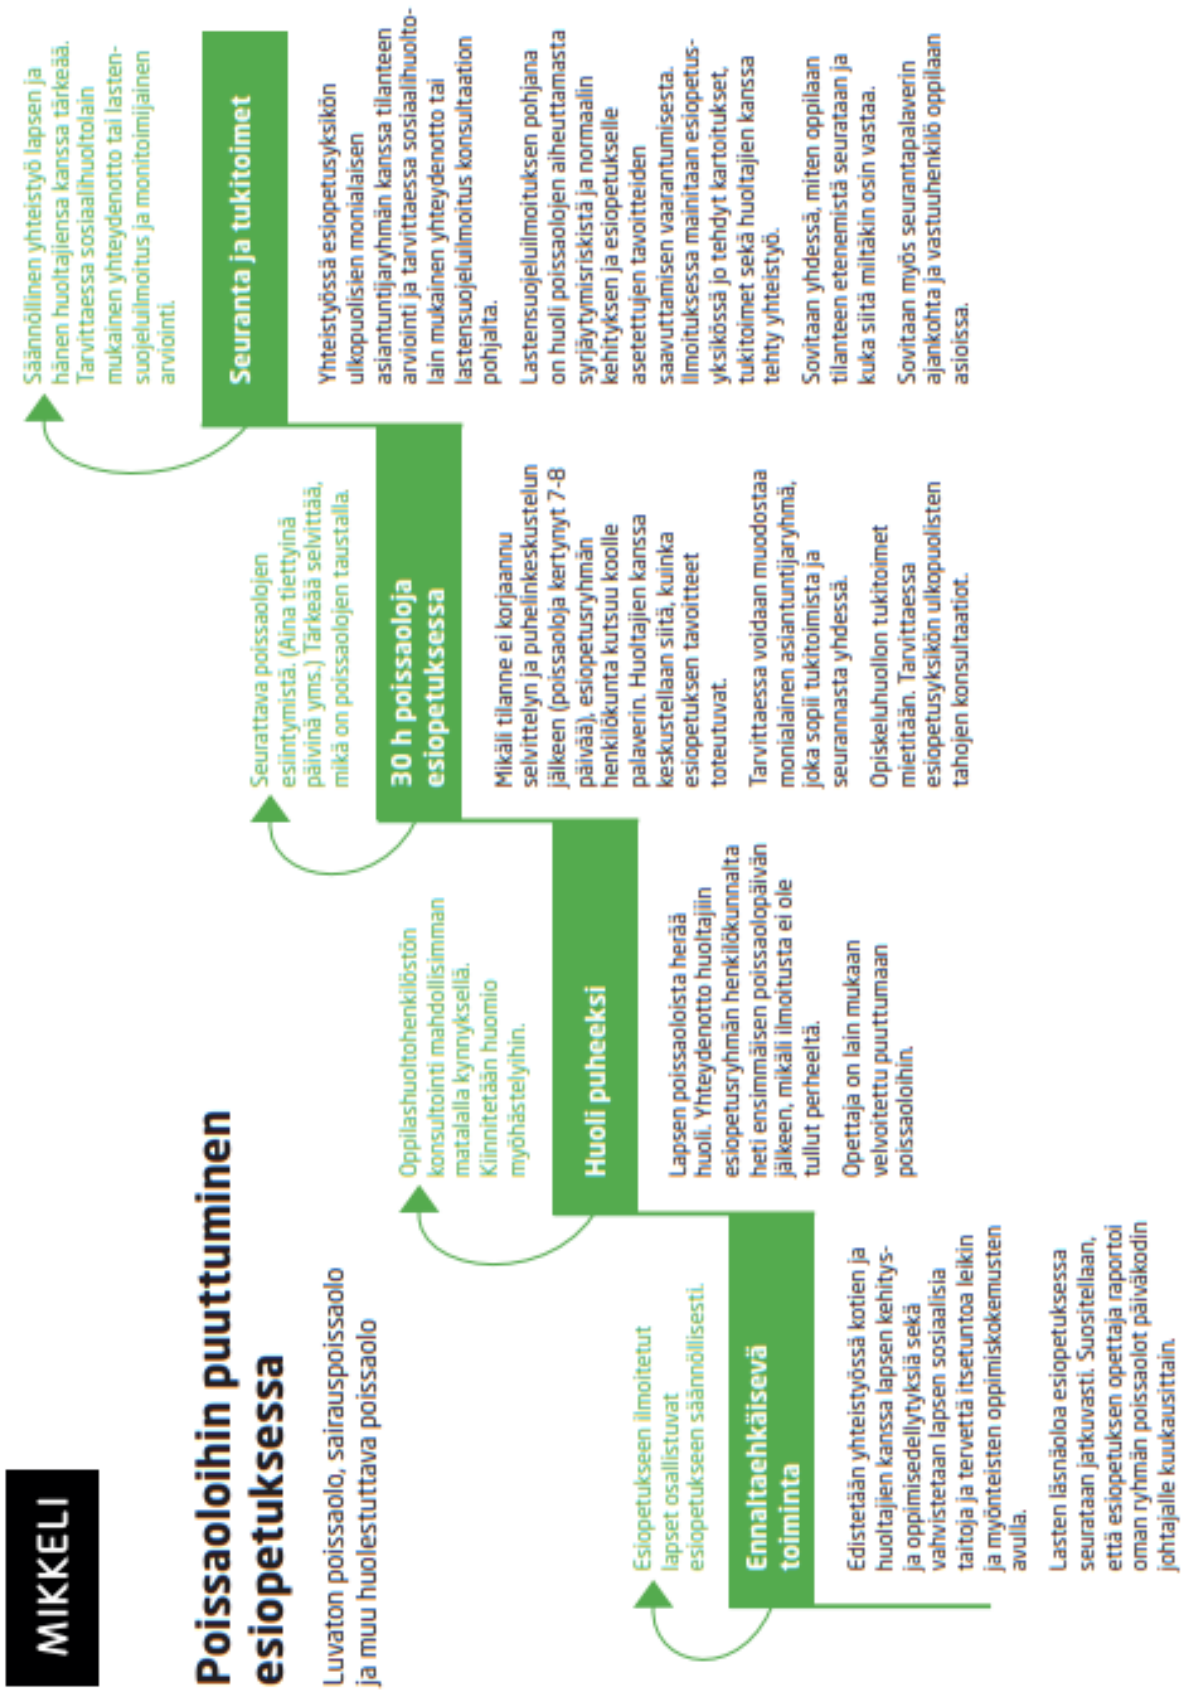 MIKKELI
Poissaoloihin puuttuminen
esiopetuksessa
Luvaton poissaolo, sairauspoissaolo
ja muu huolestuttava poissaolo
Esiopetukseen ilmoitetut
lapset osallistuvat
esiopetukseen säännöllisesti.
Ennaltaehkäisevä
toiminta
Edistetään yhteistyössä kotien ja
huoltajien kanssa lapsen kehitys-
ja oppimisedellytyksiä sekä
vahvistetaan lapsen sosiaalisia
taitoja ja tervettä itsetuntoa leikin
ja myönteisten oppimiskokemusten
avulla.
Lasten läsnäoloa esiopetuksessa
seurataan jatkuvasti. Suositellaan,
että esiopetuksen opettaja raportoi
oman ryhmän poissaolot päiväkodin
johtajalle kuukausittain.
Oppilashuoltohenkilöstön
konsultointi mahdollisimman
matalalla kynnyksellä.
Kiinnitetään huomio
myöhästelyihin.
Huoli puheeksi
Lapsen poissaoloista herää
huoli. Yhteydenotto huoltajiin
esiopetusryhmän henkilökunnalta
heti ensimmäisen poissaolopäivän
jälkeen, mikäli ilmoitusta ei ole
tullut perheeltä.
Opettaja on lain mukaan
velvoitettu puuttumaan
poissaoloihin.
Seurattava poissaolojen
esiintymistä. (Aina tiettyinä
päivinä yms.) Tärkeää selvittää,
mikä on poissaolojen taustalla.
30 h poissaoloja
esiopetuksessa
Mikäli tilanne ei korjaannu
selvittelyn ja puhelinkeskustelun
jälkeen (poissaoloja kertynyt 7-8
päivää), esiopetusryhmän
henkilökunta kutsuu koolle
palaverin. Huoltajien kanssa
keskustellaan siitä, kuinka
esiopetuksen tavoitteet
toteutuvat.
Tarvittaessa voidaan muodostaa
monialainen asiantuntijaryhmä,
joka sopii tukitoimista ja
seurannasta yhdessä.
Opiskeluhuollon tukitoimet
mietitään. Tarvittaessa
esiopetusyksikön ulkopuolisten
tahojen konsultaatiot.
Säännöllinen yhteistyö lapsen ja
hänen huoltajiensa kanssa tärkeää.
Tarvittaessa sosiaalihuoltolain
mukainen yhteydenotto tai lasten-
suojeluilmoitus ja monitoimijainen
arviointi.
Seuranta ja tukitoimet
Yhteistyössä esiopetusyksikön
ulkopuolisien monialaisen
asiantuntijaryhmän kanssa tilanteen
arviointi ja tarvittaessa sosiaalihuolto-
lain mukainen yhteydenotto tai
lastensuojeluilmoitus konsultaation
pohjalta.
Lastensuojeluilmoituksen pohjana
on huoli poissaolojen aiheuttamasta
syrjäytymisriskistä ja normaalin
kehityksen ja esiopetukselle
asetettujen tavoitteiden
saavuttamisen vaarantumisesta.
Ilmoituksessa mainitaan esiopetus-
yksikössä jo tehdyt kartoitukset,
tukitoimet sekä huoltajien kanssa
tehty yhteistyö.
Sovitaan yhdessä, miten oppilaan
tilanteen etenemistä seurataan ja
kuka siitä miltäkin osin vastaa.
Sovitaan myös seurantapalaverin
ajankohta ja vastuuhenkilö oppilaan
asioissa.